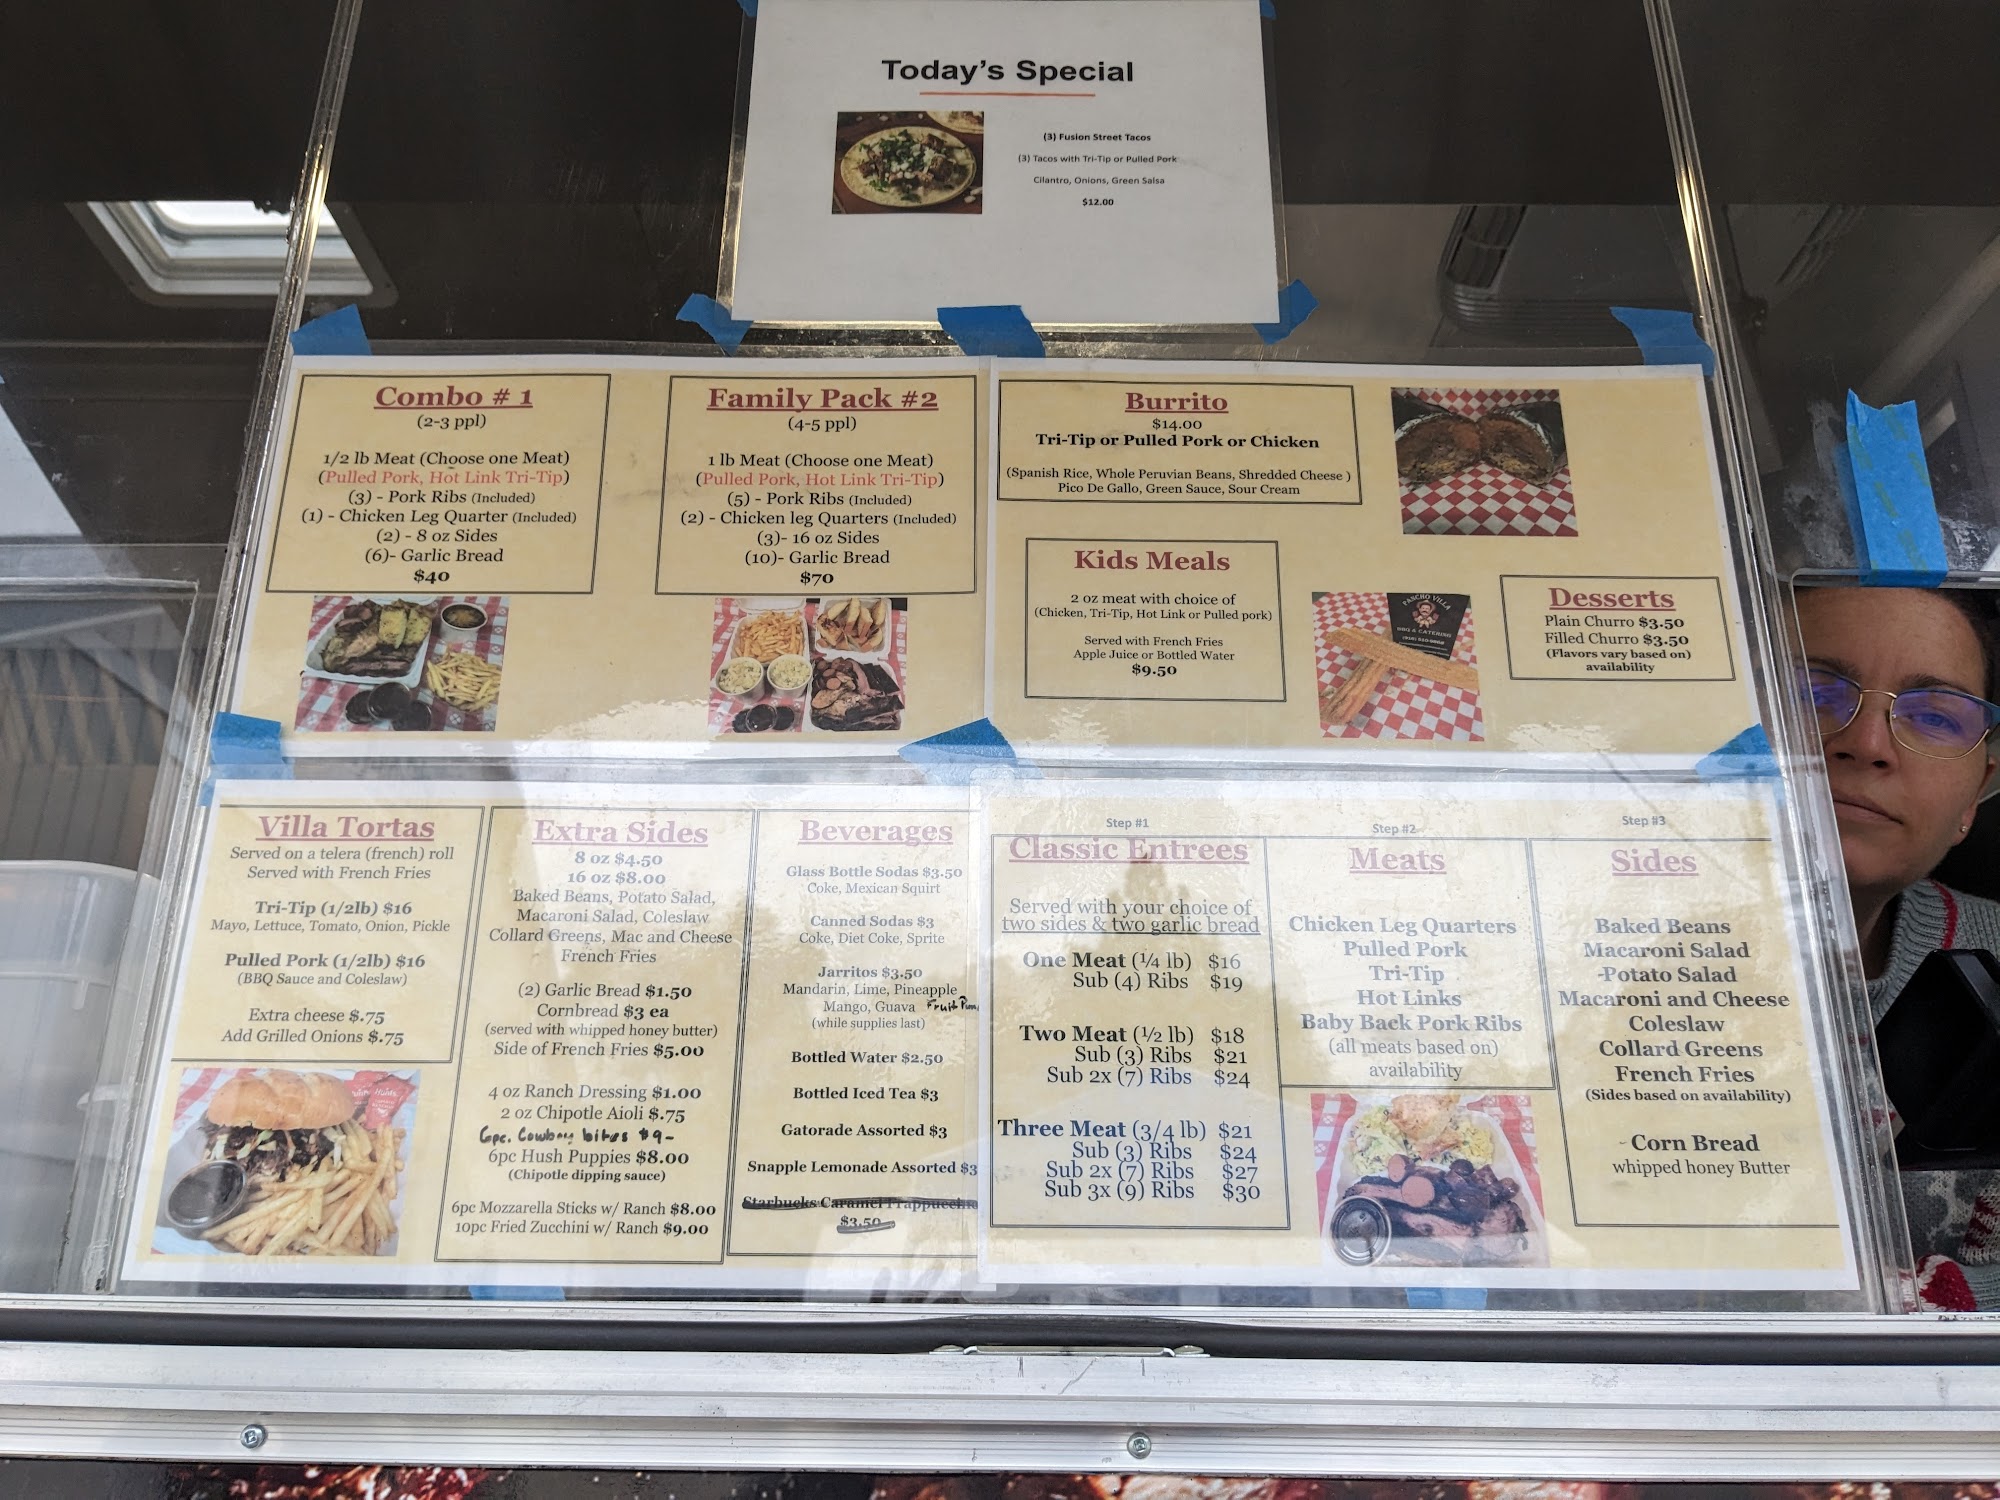 Today's Special
(3) Fusion Street Tacos
(3) Tacos with Tri-Tip or Pulled Pork
Cilantro, Onions, Green Salsa
$12.00
Combo # 1
(2-3 ppl)
1/2 lb Meat (Choose one Meat)
(Pulled Pork, Hot Link Tri-Tip)
(3) - Pork Ribs (Included)
(1) - Chicken Leg Quarter (Included)
(2) - 8 oz Sides
(6)- Garlic Bread
$40
Family Pack #2
(4-5 ppl)
1 lb Meat (Choose one Meat)
(Pulled Pork, Hot Link Tri-Tip)
(5) - Pork Ribs (Included)
(2) - Chicken leg Quarters (Included)
(3)- 16 oz Sides
(10)- Garlic Bread
$70
Burrito
$14.00
Tri-Tip or Pulled Pork or Chicken
(Spanish Rice, Whole Peruvian Beans, Shredded Cheese )
Pico De Gallo, Green Sauce, Sour Cream
Kids Meals
2 oz meat with choice of
(Chicken, Tri-Tip, Hot Link or Pulled pork)
Served with French Fries
Apple Juice or Bottled Water
$9.50
PANCHO VILLA
BBQ & CATERING
Desserts
Plain Churro $3.50
Filled Churro $3.50
(Flavors vary based on)
availability
Villa Tortas
Served on a telera (french) roll
Served with French Fries
Tri-Tip (1/2lb) $16
Mayo, Lettuce, Tomato, Onion, Pickle
Pulled Pork (1/2lb) $16
(BBQ Sauce and Coleslaw)
Extra cheese $.75
Add Grilled Onions $.75
Extra Sides
8 oz $4.50
16 oz $8.00
Baked Beans, Potato Salad,
Macaroni Salad, Coleslaw
Collard Greens, Mac and Cheese
French Fries
(2) Garlic Bread $1.50
Cornbread $3 ea
(served with whipped honey butter)
Side of French Fries $5.00
4 oz Ranch Dressing $1.00
2 oz Chipotle Aioli $.75
6pc. Cowboy bites $9-
6pc Hush Puppies $8.00
(Chipotle dipping sauce)
6pc Mozzarella Sticks w/ Ranch $8.00
10pc Fried Zucchini w/ Ranch $9.00
Beverages
Glass Bottle Sodas $3.50
Coke, Mexican Squirt
Canned Sodas $3
Coke, Diet Coke, Sprite
Jarritos $3.50
Mandarin, Lime, Pineapple
Mango, Guava Fruit
(while supplies last)
Bottled Water $2.50
Bottled Iced Tea $3
Gatorade Assorted $3
Snapple Lemonade Assorted $3
Starbucks Caramel Frappuccino
$3.50
Step #1
Classic Entrees
Served with your choice of
two sides & two garlic bread
One Meat (¼ lb) $16
Sub (4) Ribs $19
Two Meat (½ lb) $18
Sub (3) Ribs $21
Sub 2x (7) Ribs $24
Three Meat (3/4 lb) $21
Sub (3) Ribs $24
Sub 2x (7) Ribs $27
Sub 3x (9) Ribs $30
Step #2
Meats
Chicken Leg Quarters
Pulled Pork
Tri-Tip
Hot Links
Baby Back Pork Ribs
(all meats based on)
availability
Step #3
Sides
Baked Beans
Macaroni Salad
Potato Salad
Macaroni and Cheese
Coleslaw
Collard Greens
French Fries
(Sides based on availability)
Corn Bread
whipped honey Butter